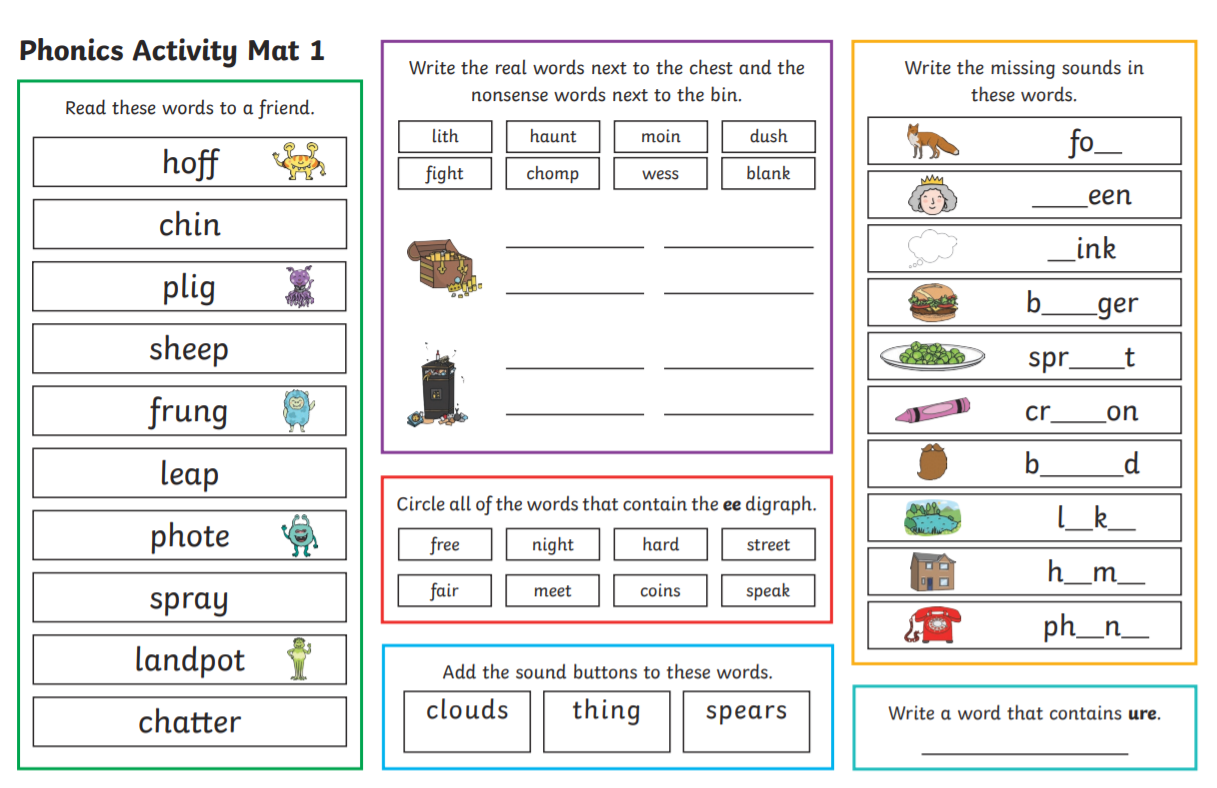 Phonics Activity Mat 1
Read these words to a friend.
hoff
chin
plig
sheep
frung
leap
phote
spray
landpot
chatter
Write the real words next to the chest and the
nonsense words next to the bin.
lith haunt moin dush
fight chomp wess blank
Circle all of the words that contain the ee digraph.
free night hard street
fair meet coins speak
Add the sound buttons to these words.
clouds thing spears
Write the missing sounds in
these words.
fo__
____een
__ink
b____ger
spr____t
cr____on
b______d
l__k__
h__m__
ph__n__
Write a word that contains ure.